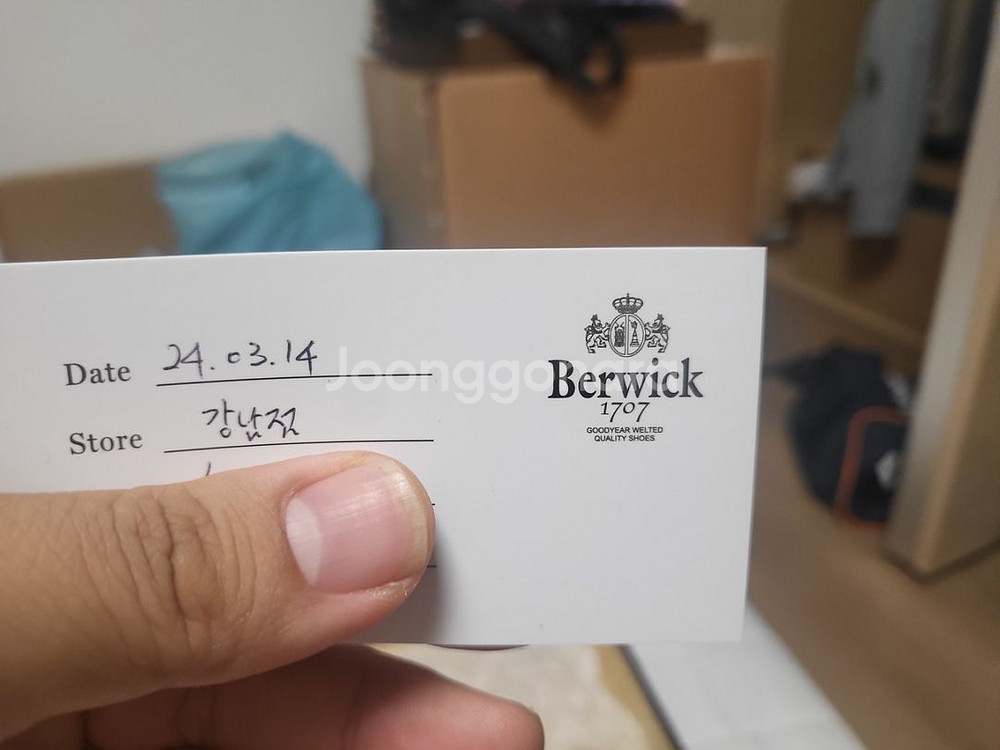 Date 24.03.14
Store 강남점
Berwick
1707
GOODYEAR WELTED
QUALITY SHOES